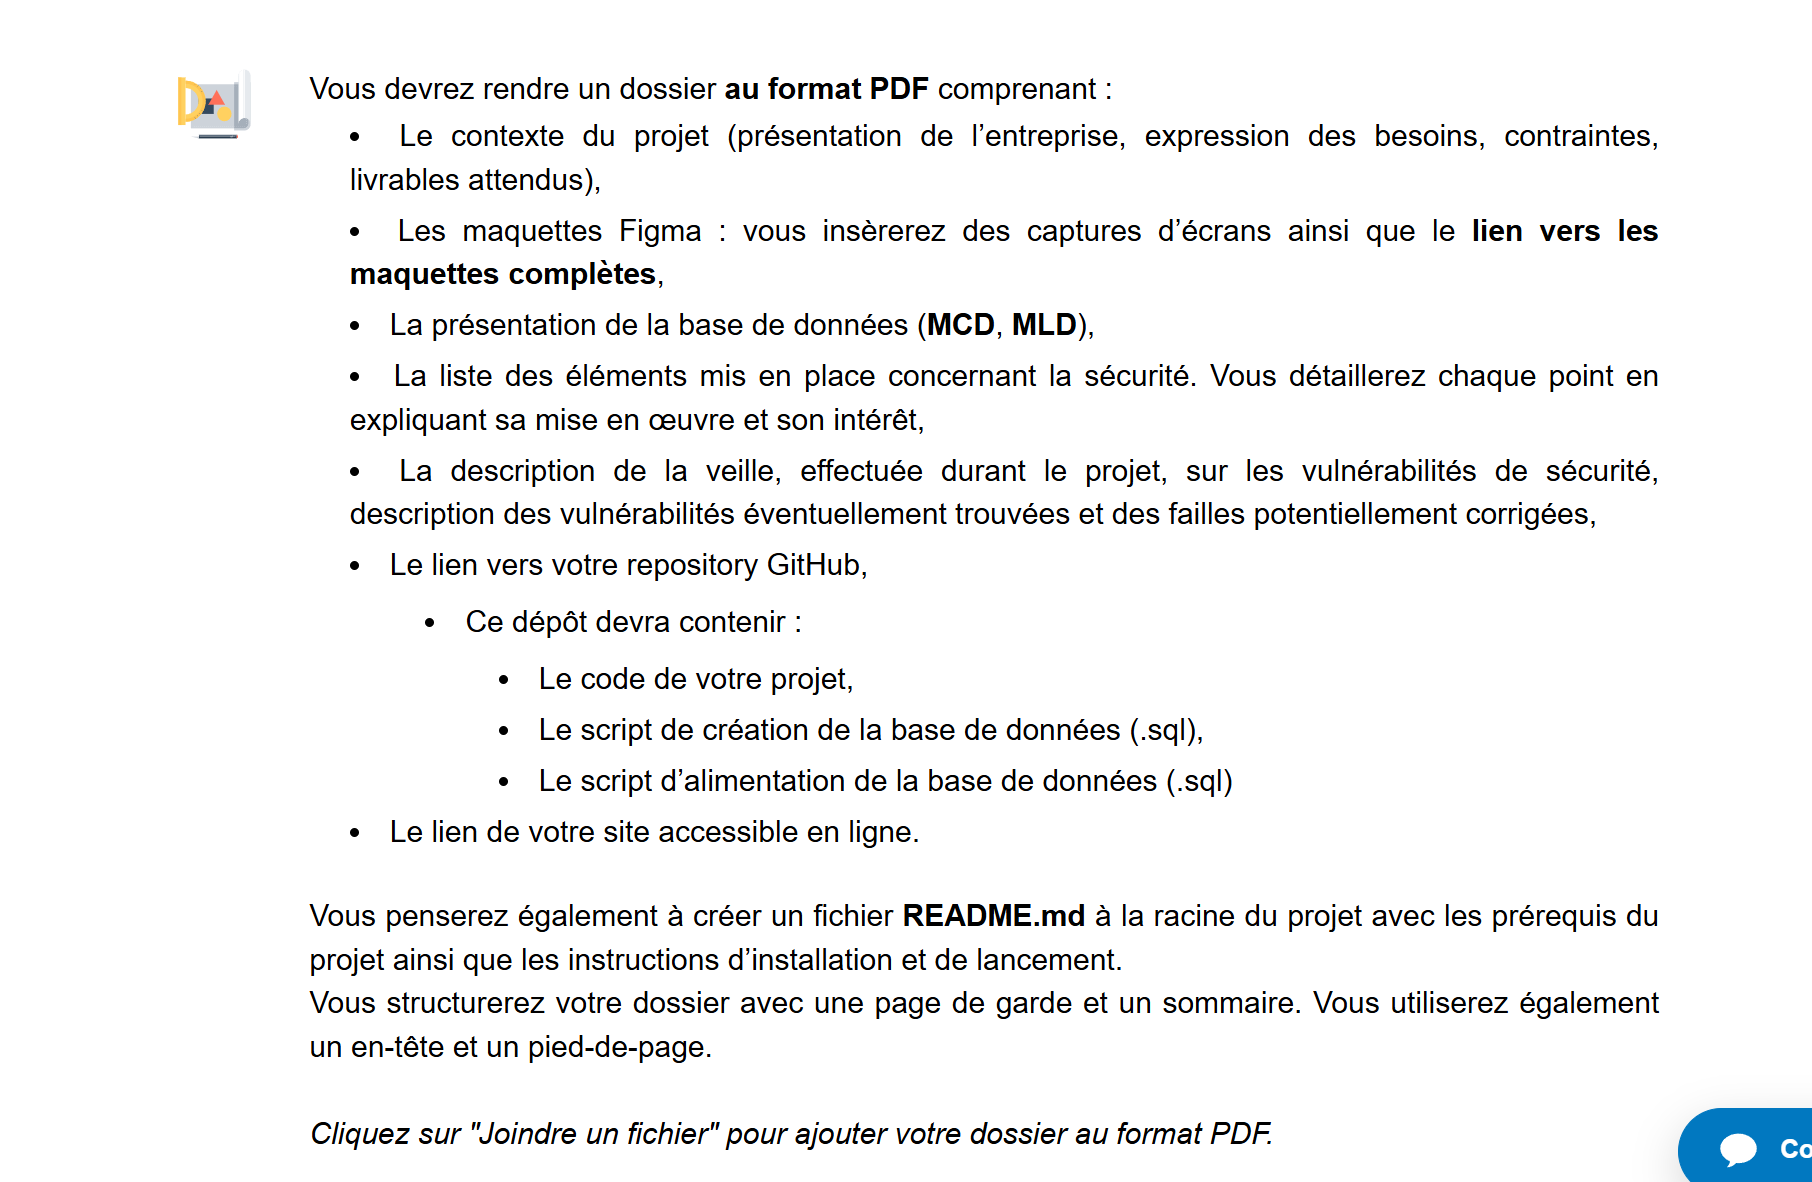 Vous devrez rendre un dossier au format PDF comprenant :
• Le contexte du projet (présentation de l’entreprise, expression des besoins, contraintes,
livrables attendus),
• Les maquettes Figma : vous insèrerez des captures d’écrans ainsi que le lien vers les
maquettes complètes,
• La présentation de la base de données (MCD, MLD),
• La liste des éléments mis en place concernant la sécurité. Vous détaillerez chaque point en
expliquant sa mise en œuvre et son intérêt,
• La description de la veille, effectuée durant le projet, sur les vulnérabilités de sécurité,
description des vulnérabilités éventuellement trouvées et des failles potentiellement corrigées,
• Le lien vers votre repository GitHub,
• Ce dépôt devra contenir :
• Le code de votre projet,
• Le script de création de la base de données (.sql),
• Le script d’alimentation de la base de données (.sql)
• Le lien de votre site accessible en ligne.
Vous penserez également à créer un fichier README.md à la racine du projet avec les prérequis du
projet ainsi que les instructions d’installation et de lancement.
Vous structurerez votre dossier avec une page de garde et un sommaire. Vous utiliserez également
un en-tête et un pied-de-page.
Cliquez sur "Joindre un fichier" pour ajouter votre dossier au format PDF.
Co